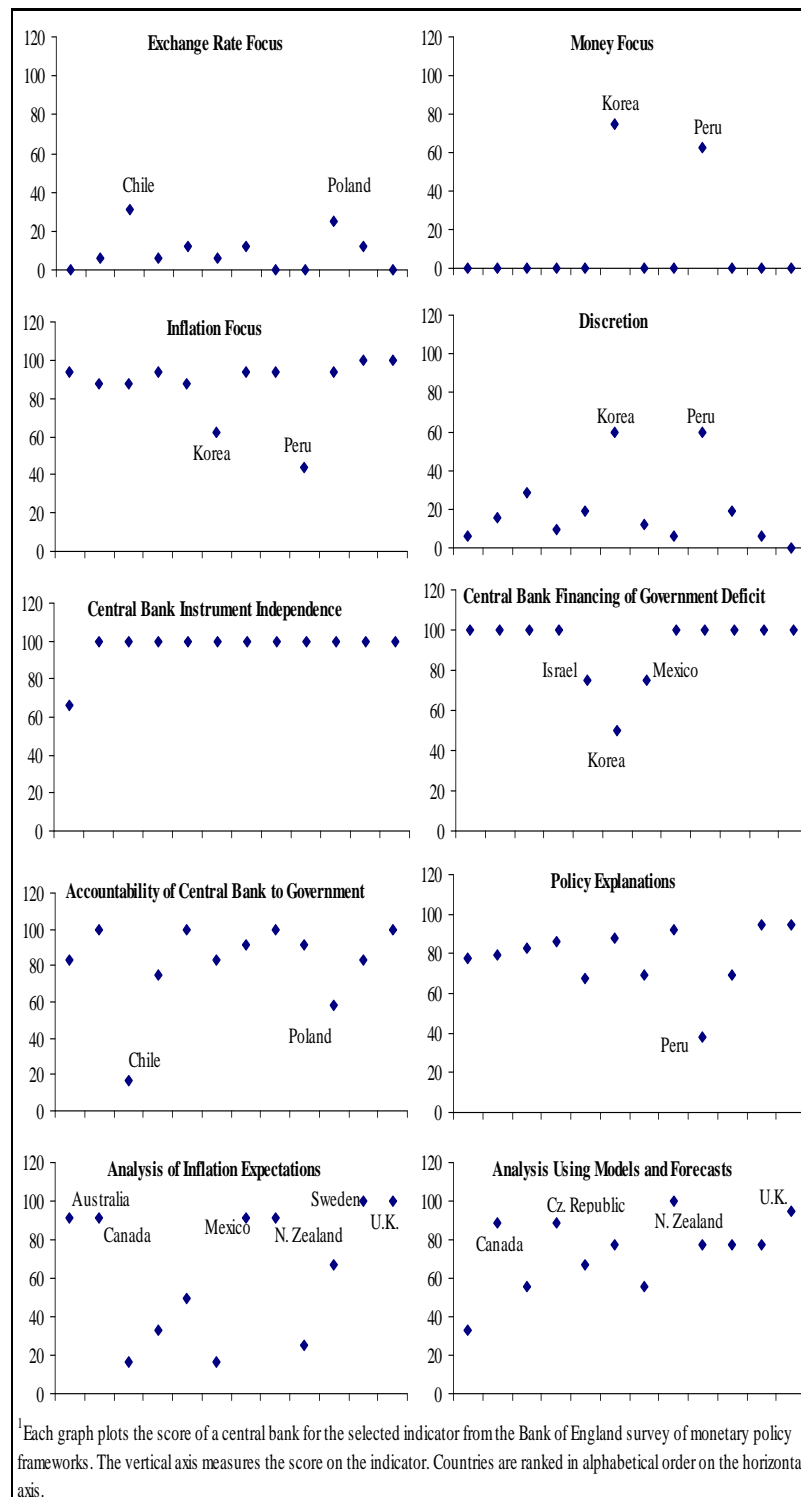 Exchange Rate Focus
120
100
80
60
40
20
0
Chile
Poland
Money Focus
120
100
80
60
40
20
0
Korea
Peru
Inflation Focus
120
100
80
60
40
20
0
Korea
Peru
Discretion
120
100
80
60
40
20
0
Korea
Peru
Central Bank Instrument Independence
120
100
80
60
40
20
0
Central Bank Financing of Government Deficit
120
100
80
60
40
20
0
Israel
Mexico
Korea
Accountability of Central Bank to Government
120
100
80
60
40
20
0
Chile
Poland
Policy Explanations
120
100
80
60
40
20
0
Peru
Analysis of Inflation Expectations
120
100
80
60
40
20
0
Australia
Canada
Mexico
N. Zealand
Sweden
U.K.
Analysis Using Models and Forecasts
120
100
80
60
40
20
0
Canada
Cz. Republic
N. Zealand
U.K.
1Each graph plots the score of a central bank for the selected indicator from the Bank of England survey of monetary policy
frameworks. The vertical axis measures the score on the indicator. Countries are ranked in alphabetical order on the horizonta
axis.